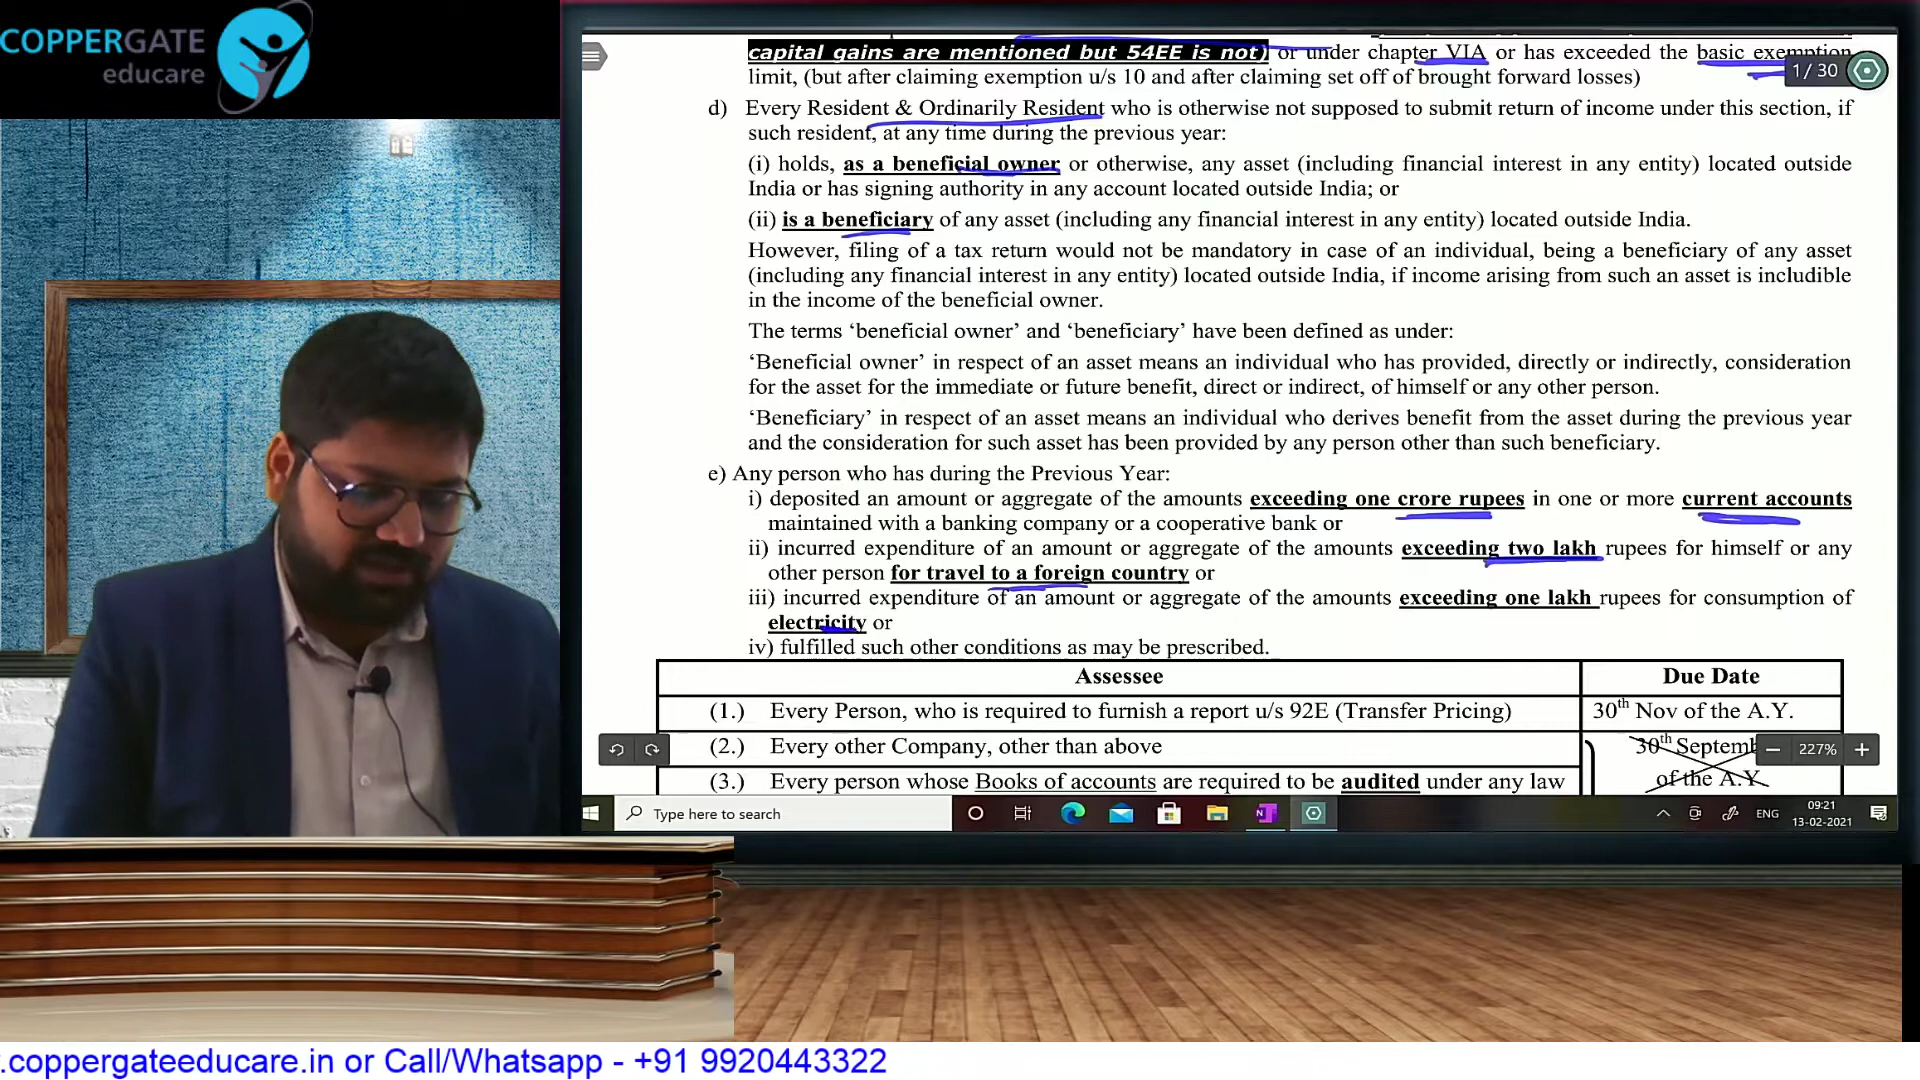 COPPERGATE
educare
capital gains are mentioned but 54EE is not) or under chapter VIA or has exceeded the basic exemption
limit, (but after claiming exemption u/s 10 and after claiming set off of brought forward losses)
1 / 30
d) Every Resident & Ordinarily Resident who is otherwise not supposed to submit return of income under this section, if
such resident, at any time during the previous year:
(i) holds, as a beneficial owner or otherwise, any asset (including financial interest in any entity) located outside
India or has signing authority in any account located outside India; or
(ii) is a beneficiary of any asset (including any financial interest in any entity) located outside India.
However, filing of a tax return would not be mandatory in case of an individual, being a beneficiary of any asset
(including any financial interest in any entity) located outside India, if income arising from such an asset is includible
in the income of the beneficial owner.
The terms ‘beneficial owner’ and ‘beneficiary’ have been defined as under:
‘Beneficial owner’ in respect of an asset means an individual who has provided, directly or indirectly, consideration
for the asset for the immediate or future benefit, direct or indirect, of himself or any other person.
‘Beneficiary’ in respect of an asset means an individual who derives benefit from the asset during the previous year
and the consideration for such asset has been provided by any person other than such beneficiary.
e) Any person who has during the Previous Year:
i) deposited an amount or aggregate of the amounts exceeding one crore rupees in one or more current accounts
maintained with a banking company or a cooperative bank or
ii) incurred expenditure of an amount or aggregate of the amounts exceeding two lakh rupees for himself or any
other person for travel to a foreign country or
iii) incurred expenditure of an amount or aggregate of the amounts exceeding one lakh rupees for consumption of
electricity or
iv) fulfilled such other conditions as may be prescribed.
Assessee Due Date
(1.) Every Person, who is required to furnish a report u/s 92E (Transfer Pricing) 30th Nov of the A.Y.
(2.) Every other Company, other than above 30th Septem
227%
(3.) Every person whose Books of accounts are required to be audited under any law of the A.Y.
Type here to search
ENG
09:21
13-02-2021
.coppergateeducare.in or Call/Whatsapp - +91 9920443322